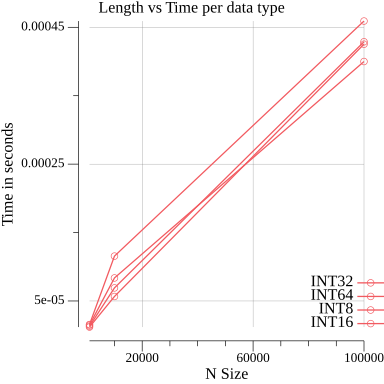 Length vs Time per data type
0.00045
0.00025
5e-05
Time in seconds
INT32
INT64
INT8
INT16
20000 60000 100000
N Size